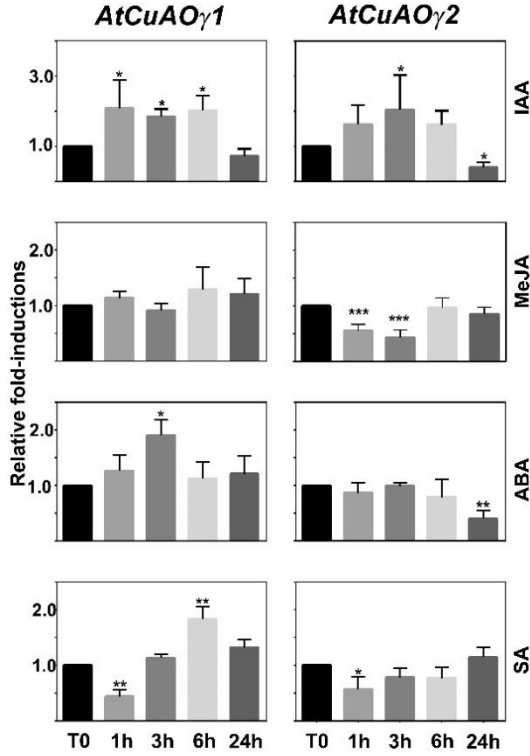 AtCuAOγ1 AtCuAOγ2
Relative fold-inductions
3.0
1.0
*
*
*
*
*
IAA
2.0
1.0
***
***
MeJA
2.0
1.0
*
**
ABA
2.0
1.0
**
**
*
SA
T0 1h 3h 6h 24h T0 1h 3h 6h 24h